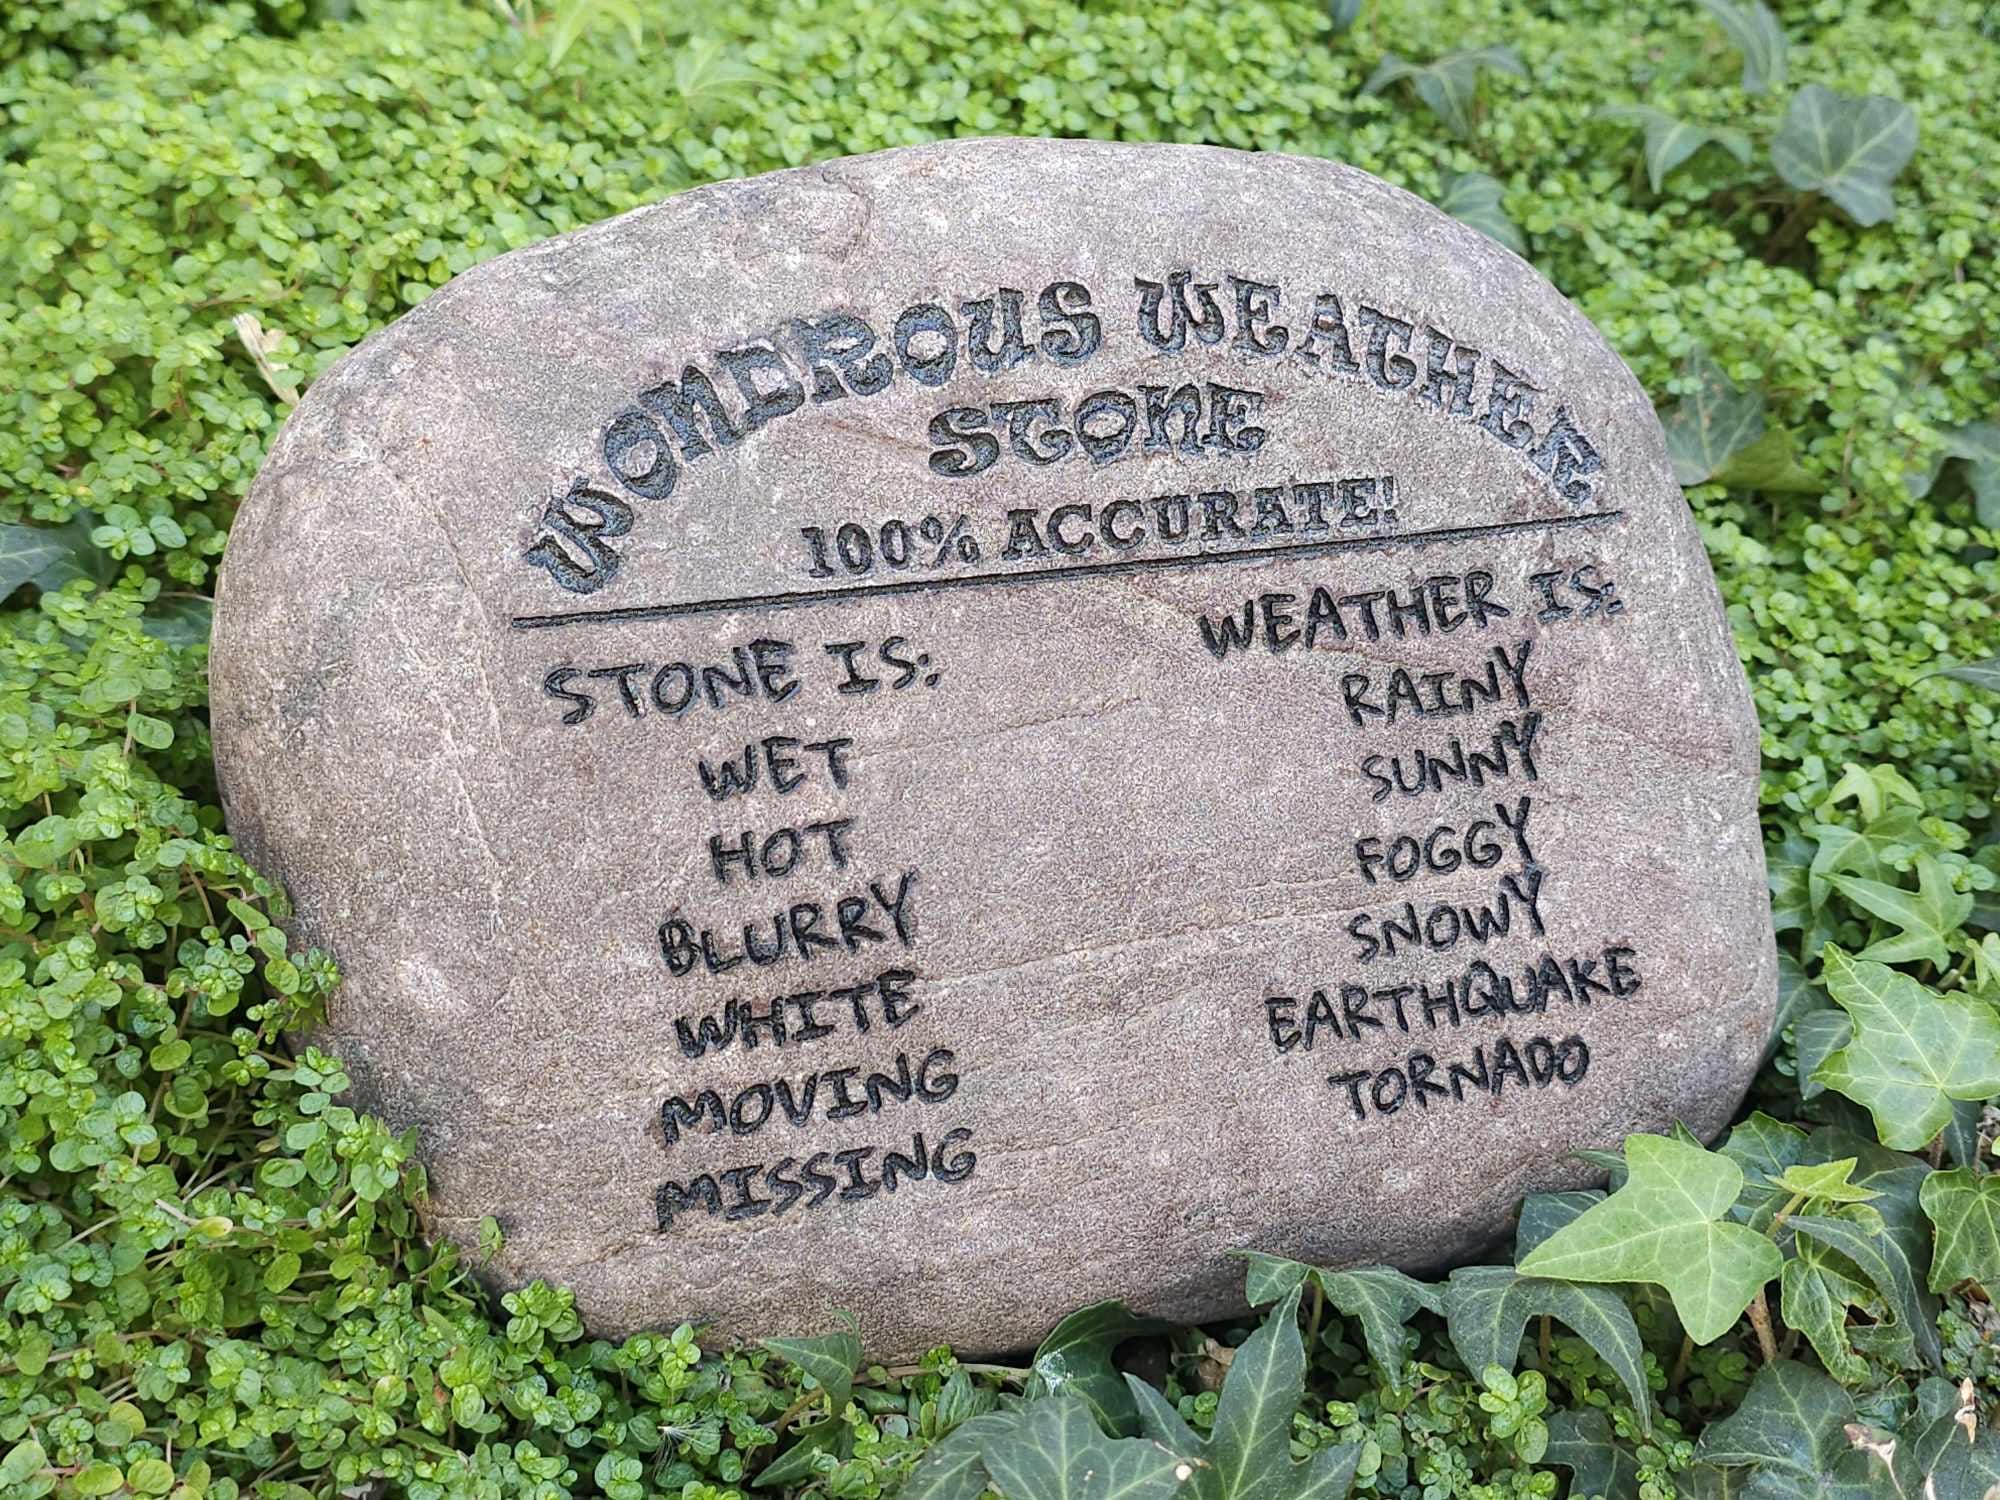 WONDROUS WEATHER
STONE
100% ACCURATE!
STONE IS: WEATHER IS:
WET RAINY
HOT SUNNY
BLURRY FOGGY
WHITE SNOWY
MOVING EARTHQUAKE
MISSING TORNADO